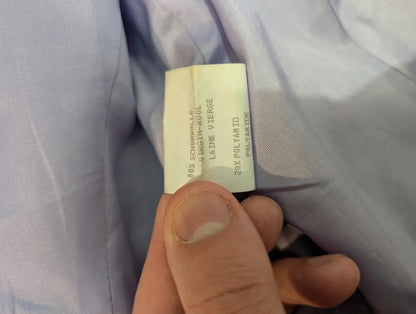 80% SCHURWOLLE
VIRGIN WOOL
LAINE VIERGE
20% POLYAMID
POLYAMIDE